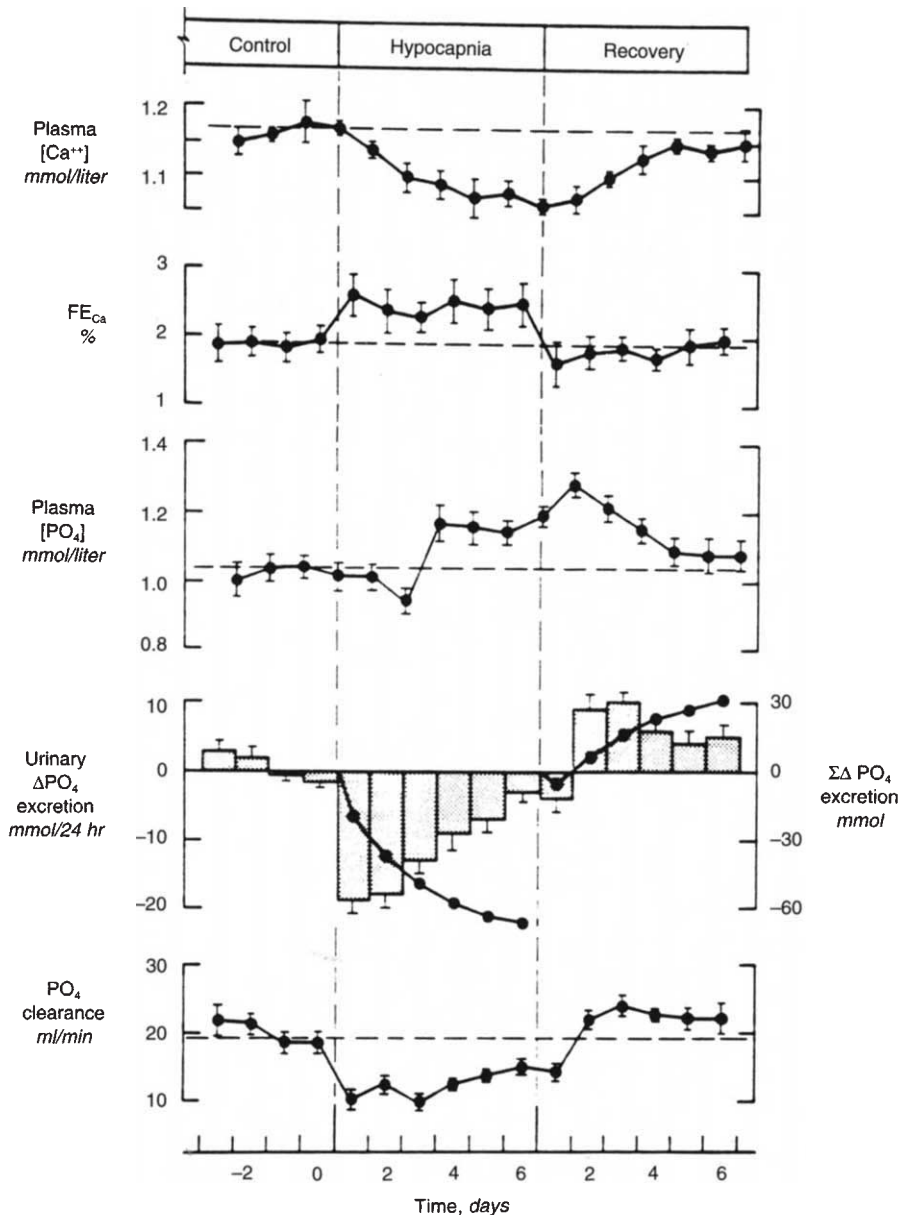 Control
Hypocapnia
Recovery
Plasma
[Ca⁺⁺]
mmol/liter
1.2
1.1
FE_Ca
%
3
2
1
Plasma
[PO₄]
mmol/liter
1.4
1.2
1.0
0.8
Urinary
ΔPO₄
excretion
mmol/24 hr
10
0
−10
−20
30
0
−30
−60
ΣΔ PO₄
excretion
mmol
PO₄
clearance
ml/min
30
20
10
−2 0 2 4 6 2 4 6
Time, days